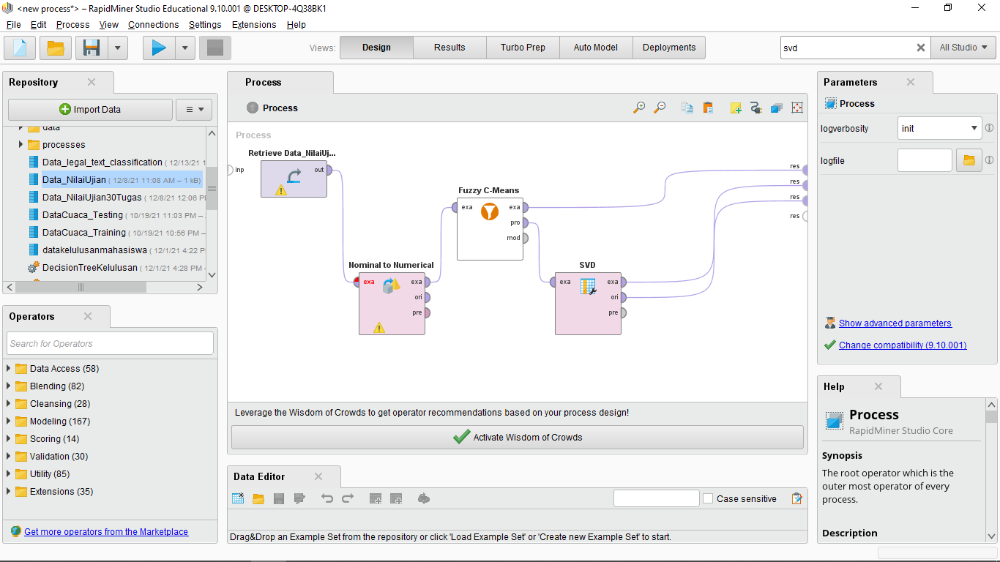 <new process*> – RapidMiner Studio Educational 9.10.001 @ DESKTOP-4Q38BK1
File Edit Process View Connections Settings Extensions Help
Views: Design Results Turbo Prep Auto Model Deployments svd All Studio
Repository
Import Data
data
processes
Data_legal_text_classification ( 12/13/21 1
Data_NilaiUjian ( 12/8/21 11:08 AM – 1 kB)
Data_NilaiUjian30Tugas ( 12/8/21 12:06 P
DataCuaca_Testing ( 10/19/21 11:03 PM –
DataCuaca_Training ( 10/19/21 10:56 PM –
datakelulusanmahasiswa ( 12/1/21 4:22 P
DecisionTreeKelulusan ( 12/1/21 4:28 PM –
Operators
Search for Operators
Data Access (58)
Blending (82)
Cleansing (28)
Modeling (167)
Scoring (14)
Validation (30)
Utility (85)
Extensions (35)
Get more operators from the Marketplace
Process
Process
Process
Retrieve Data_NilaiUj...
inp
out
Fuzzy C-Means
exa exa
pro
mod
Nominal to Numerical
exa exa
ori
pre
SVD
exa exa
ori
pre
res
res
res
res
Leverage the Wisdom of Crowds to get operator recommendations based on your process design!
Activate Wisdom of Crowds
Data Editor
Case sensitive
Drag&Drop an Example Set from the repository or click 'Load Example Set' or 'Create new Example Set' to start.
Parameters
Process
logverbosity init
logfile
Show advanced parameters
Change compatibility (9.10.001)
Help
Process
RapidMiner Studio Core
Synopsis
The root operator which is the
outer most operator of every
process.
Description